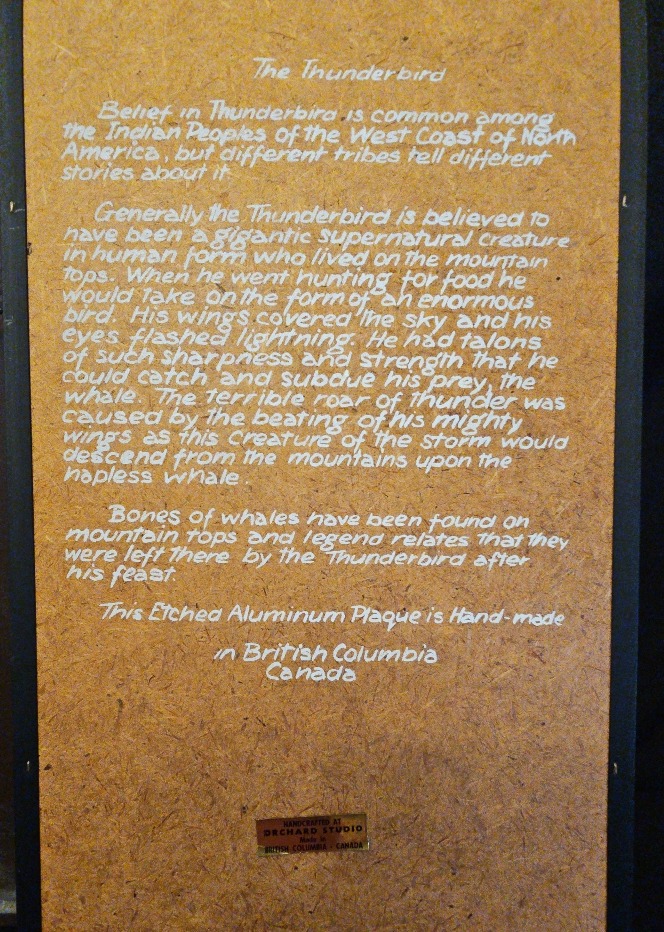 The Thunderbird
Belief in Thunderbird is common among
the Indian Peoples of the West Coast of North
America, but different tribes tell different
stories about it
Generally the Thunderbird is believed to
have been a gigantic supernatural creature
in human form who lived on the mountain
tops. When he went hunting for food he
would take on the form of an enormous
bird. His wings covered the sky and his
eyes flashed lightning. He had talons
of such sharpness and strength that he
could catch and subdue his prey, the
whale. The terrible roar of thunder was
caused by the beating of his mighty
wings as this creature of the storm would
descend from the mountains upon the
hapless whale.
Bones of whales have been found on
mountain tops and legend relates that they
were left there by the Thunderbird after
his feast.
This Etched Aluminum Plaque is Hand-made
in British Columbia
Canada
HANDCRAFTED AT
ORCHARD STUDIO
Made in
BRITISH COLUMBIA - CANADA